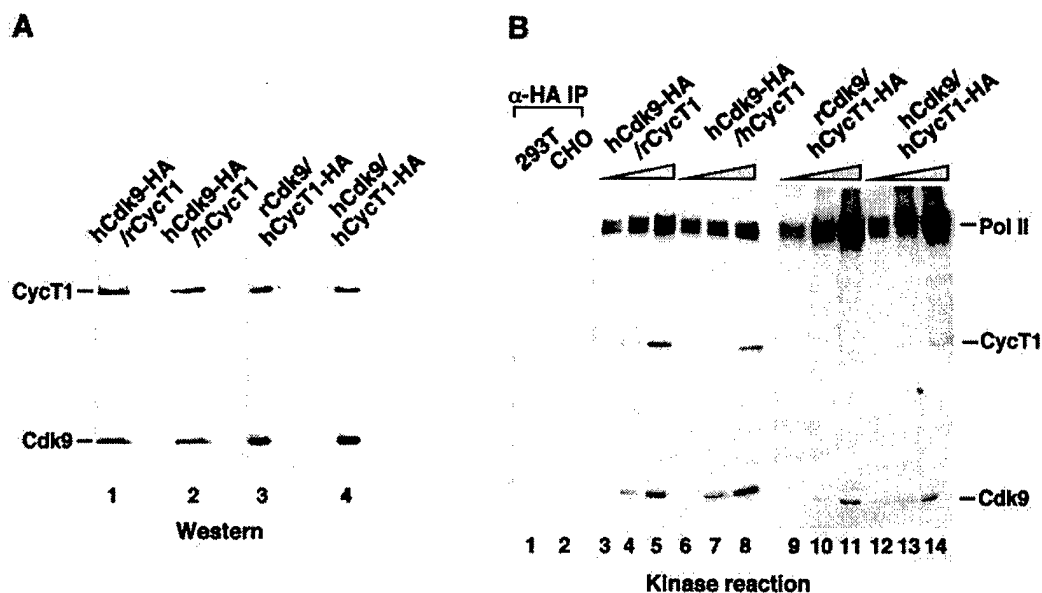 A
hCdk9-HA
/rCycT1
hCdk9-HA
/hCycT1
rCdk9/
hCycT1-HA
hCdk9/
hCycT1-HA
CycT1
Cdk9
1 2 3 4
Western
B
α-HA IP
293T
CHO
hCdk9-HA
/rCycT1
hCdk9-HA
/hCycT1
rCdk9/
hCycT1-HA
hCdk9/
hCycT1-HA
Pol II
CycT1
Cdk9
1 2 3 4 5 6 7 8 9 10 11 12 13 14
Kinase reaction